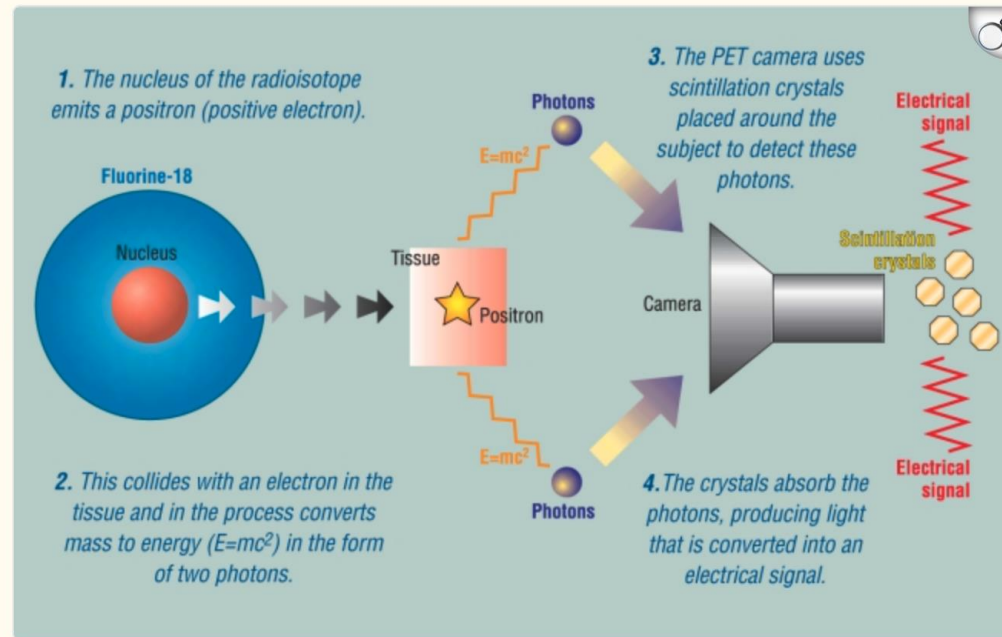 1. The nucleus of the radioisotope
emits a positron (positive electron).
3. The PET camera uses
scintillation crystals
placed around the
subject to detect these
photons.
Photons
Electrical
signal
E=mc²
Fluorine-18
Nucleus
Tissue
Positron
Camera
Scintillation
crystals
E=mc²
Photons
2. This collides with an electron in the
tissue and in the process converts
mass to energy (E=mc²) in the form
of two photons.
4.The crystals absorb the
photons, producing light
that is converted into an
electrical signal.
Electrical
signal